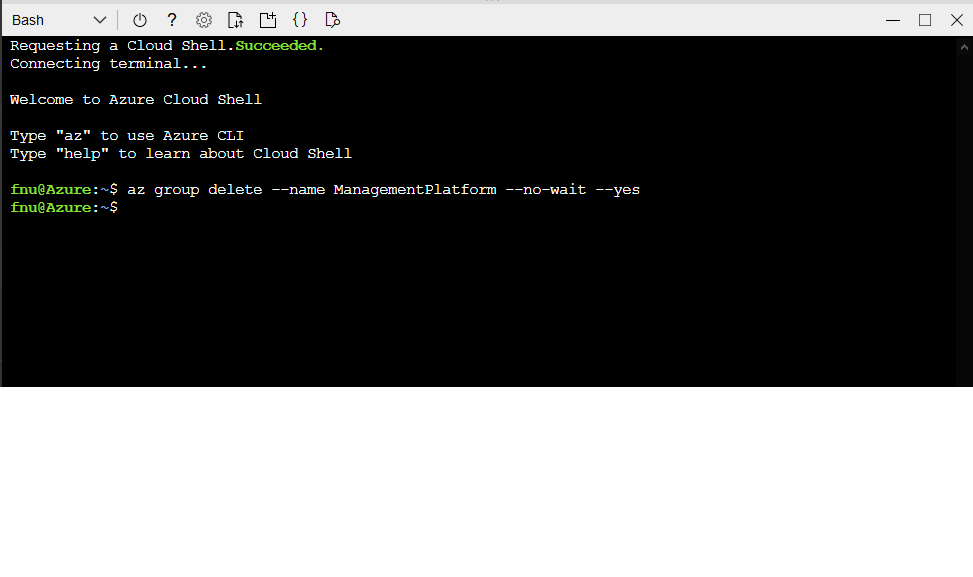 Bash ?  { }
Requesting a Cloud Shell.Succeeded.
Connecting terminal...
Welcome to Azure Cloud Shell
Type "az" to use Azure CLI
Type "help" to learn about Cloud Shell
fnu@Azure:~$ az group delete --name ManagementPlatform --no-wait --yes
fnu@Azure:~$